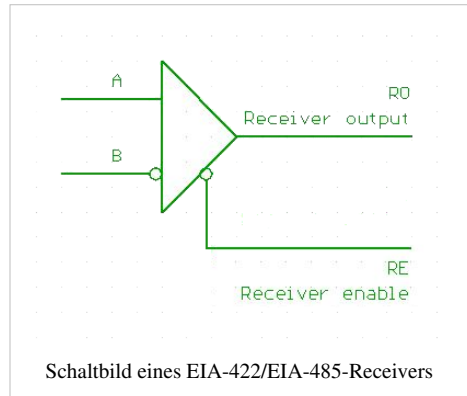 A
RO
Receiver output
B
RE
Receiver enable
Schaltbild eines EIA-422/EIA-485-Receivers